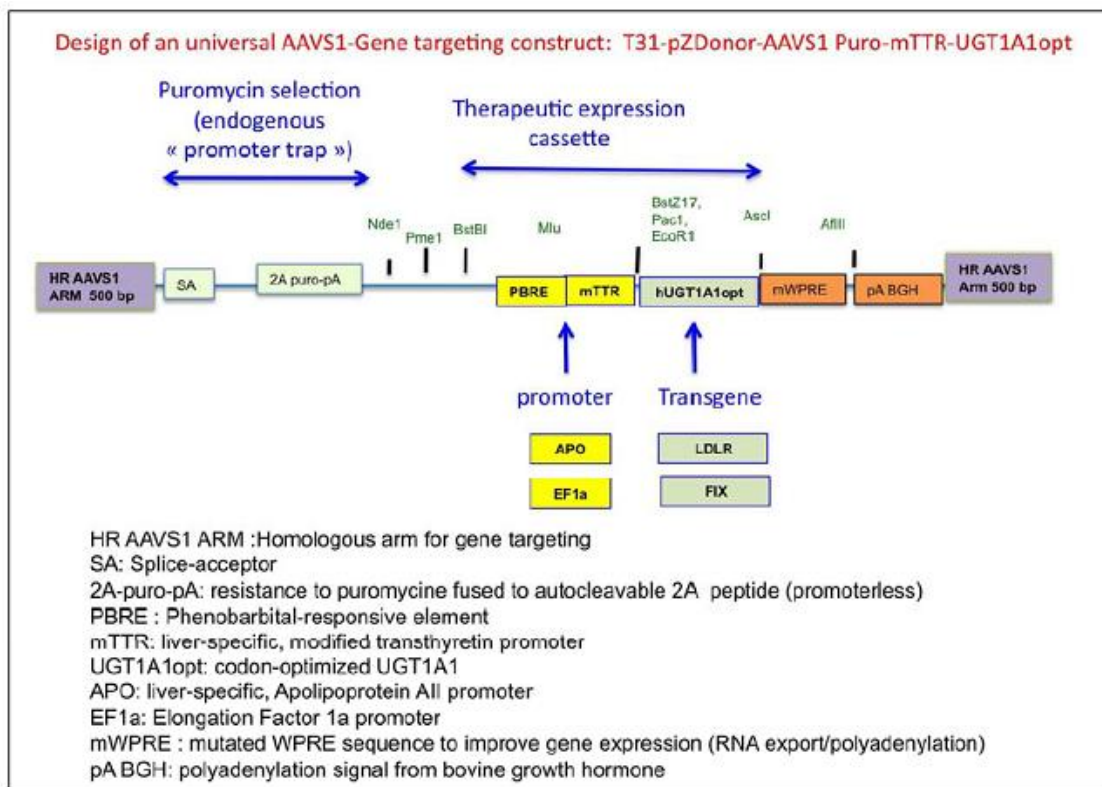 Design of an universal AAVS1-Gene targeting construct: T31-pZDonor-AAVS1 Puro-mTTR-UGT1A1opt
Puromycin selection
(endogenous
« promoter trap »)
Therapeutic expression
cassette
Nde1
Pme1
BstBI
Mlu
BstZ17,
Pac1,
EcoR1
AscI
AflII
HR AAVS1
ARM 500 bp
SA
2A puro-pA
PBRE
mTTR
hUGT1A1opt
mWPRE
pA BGH
HR AAVS1
Arm 500 bp
promoter
Transgene
APO
LDLR
EF1a
FIX
HR AAVS1 ARM :Homologous arm for gene targeting
SA: Splice-acceptor
2A-puro-pA: resistance to puromycine fused to autocleavable 2A peptide (promoterless)
PBRE : Phenobarbital-responsive element
mTTR: liver-specific, modified transthyretin promoter
UGT1A1opt: codon-optimized UGT1A1
APO: liver-specific, Apolipoprotein AII promoter
EF1a: Elongation Factor 1a promoter
mWPRE : mutated WPRE sequence to improve gene expression (RNA export/polyadenylation)
pA BGH: polyadenylation signal from bovine growth hormone